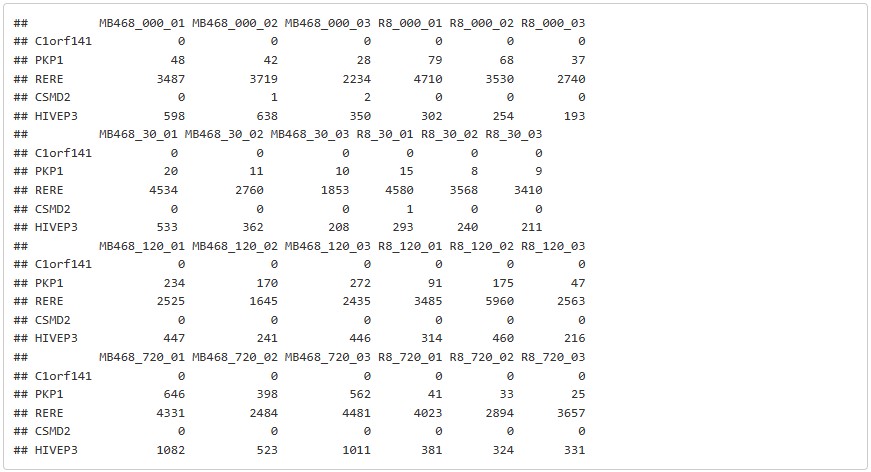 ##            MB468_000_01 MB468_000_02 MB468_000_03 R8_000_01 R8_000_02 R8_000_03
## C1orf141            0            0            0         0         0         0
## PKP1               48           42           28        79        68        37
## RERE             3487         3719         2234      4710      3530      2740
## CSMD2               0            1            2         0         0         0
## HIVEP3            598          638          350       302       254       193
##            MB468_30_01 MB468_30_02 MB468_30_03 R8_30_01 R8_30_02 R8_30_03
## C1orf141           0           0           0        0        0        0
## PKP1              20          11          10       15        8        9
## RERE            4534        2760        1853     4580     3568     3410
## CSMD2              0           0           0        1        0        0
## HIVEP3           533         362         208      293      240      211
##            MB468_120_01 MB468_120_02 MB468_120_03 R8_120_01 R8_120_02 R8_120_03
## C1orf141            0            0            0         0         0         0
## PKP1              234          170          272        91       175        47
## RERE             2525         1645         2435      3485      5960      2563
## CSMD2               0            0            0         0         0         0
## HIVEP3            447          241          446       314       460       216
##            MB468_720_01 MB468_720_02 MB468_720_03 R8_720_01 R8_720_02 R8_720_03
## C1orf141            0            0            0         0         0         0
## PKP1              646          398          562        41        33        25
## RERE             4331         2484         4481      4023      2894      3657
## CSMD2               0            0            0         0         0         0
## HIVEP3           1082          523         1011       381       324       331